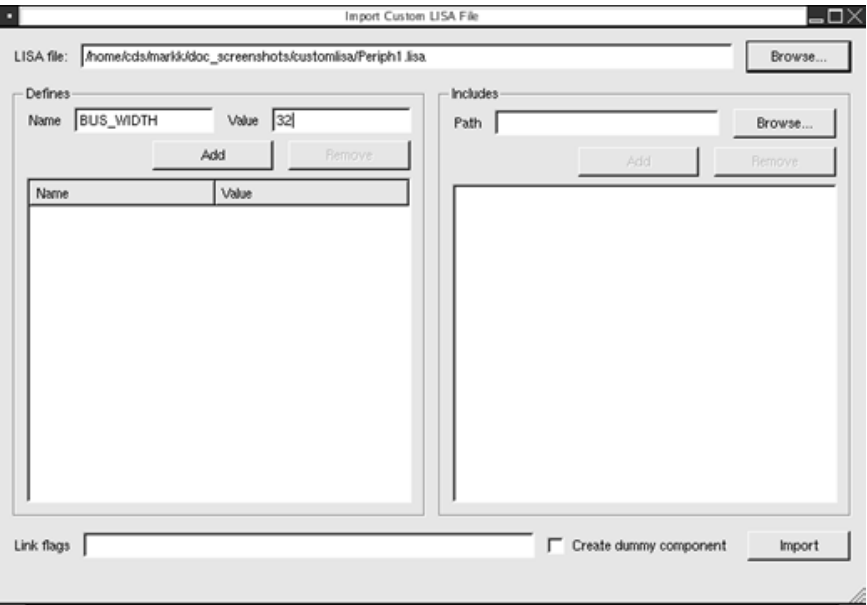 Import Custom LISA File
LISA file: /home/cds/markk/doc_screenshots/customlisa/Periph1.lisa Browse...
Defines
Name BUS_WIDTH Value 32
Add Remove
Name Value
Includes
Path Browse...
Add Remove
Link flags Create dummy component Import